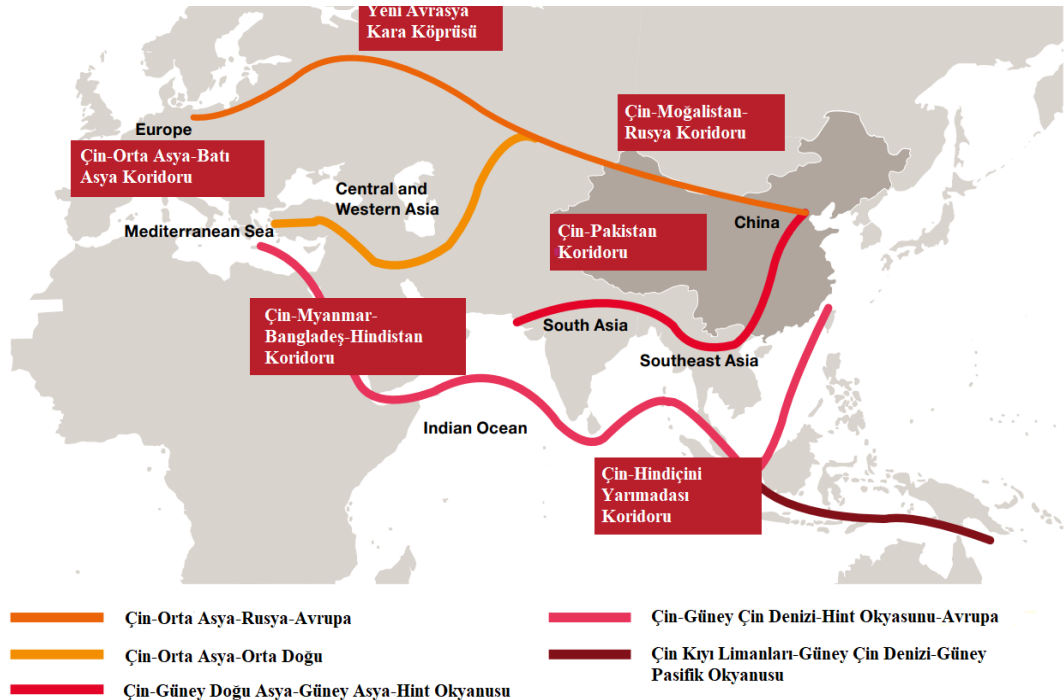 Yeni Avrasya
Kara Köprüsü
Çin-Moğalistan-
Rusya Koridoru
Europe
Çin-Orta Asya-Batı
Asya Koridoru
Central and
Western Asia
Mediterranean Sea
China
Çin-Pakistan
Koridoru
Çin-Myanmar-
Bangladeş-Hindistan
Koridoru
South Asia
Southeast Asia
Indian Ocean
Çin-Hindiçini
Yarımadası
Koridoru
Çin-Orta Asya-Rusya-Avrupa
Çin-Orta Asya-Orta Doğu
Çin-Güney Doğu Asya-Güney Asya-Hint Okyanusu
Çin-Güney Çin Denizi-Hint Okyasunu-Avrupa
Çin Kıyı Limanları-Güney Çin Denizi-Güney
Pasifik Okyanusu